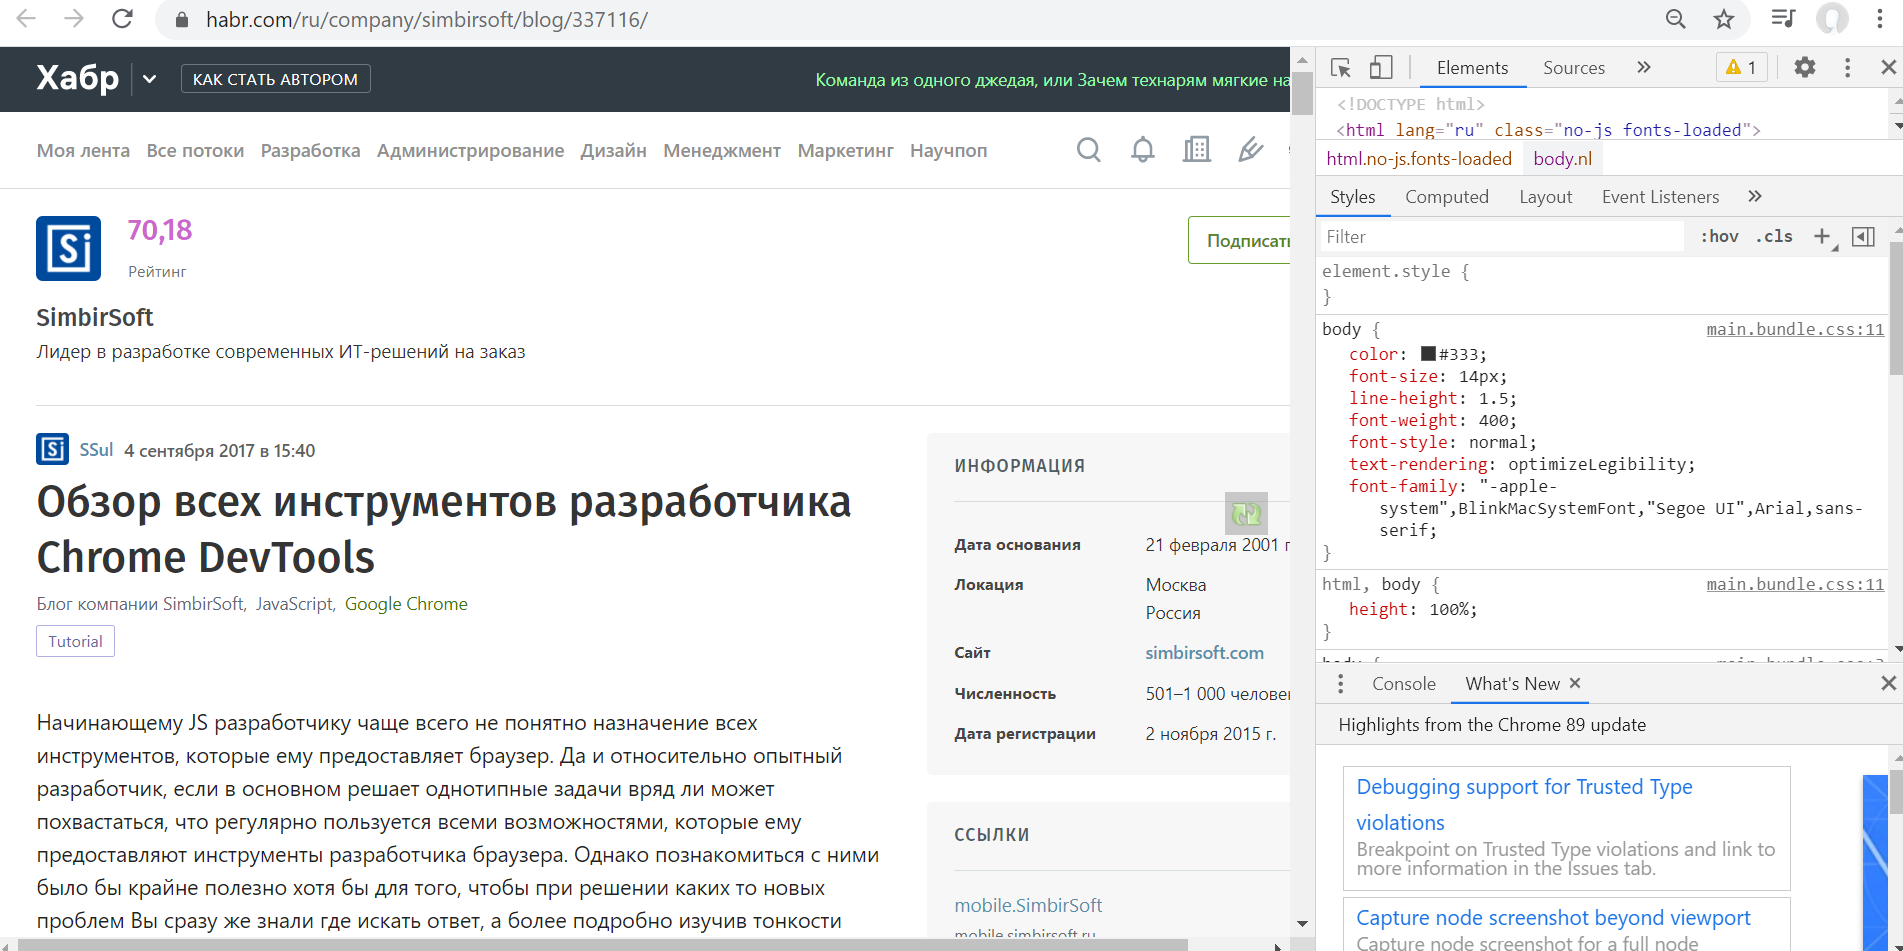 habr.com/ru/company/simbirsoft/blog/337116/
Хабр
КАК СТАТЬ АВТОРОМ
Команда из одного джедая, или Зачем технарям мягкие на
Моя лента Все потоки Разработка Администрирование Дизайн Менеджмент Маркетинг Научпоп
Si
70,18
Рейтинг
Подписать
SimbirSoft
Лидер в разработке современных ИТ-решений на заказ
Si SSul 4 сентября 2017 в 15:40
Обзор всех инструментов разработчика
Chrome DevTools
Блог компании SimbirSoft, JavaScript, Google Chrome
Tutorial
Начинающему JS разработчику чаще всего не понятно назначение всех
инструментов, которые ему предоставляет браузер. Да и относительно опытный
разработчик, если в основном решает однотипные задачи вряд ли может
похвастаться, что регулярно пользуется всеми возможностями, которые ему
предоставляют инструменты разработчика браузера. Однако познакомиться с ними
было бы крайне полезно хотя бы для того, чтобы при решении каких то новых
проблем Вы сразу же знали где искать ответ, а более подробно изучив тонкости
ИНФОРМАЦИЯ
Дата основания 21 февраля 2001 г
Локация Москва
Россия
Сайт simbirsoft.com
Численность 501–1 000 человек
Дата регистрации 2 ноября 2015 г.
ССЫЛКИ
mobile.SimbirSoft
mobile.simbirsoft.ru
Elements Sources » 1
<!DOCTYPE html>
<html lang="ru" class="no-js fonts-loaded">
html.no-js.fonts-loaded body.nl
Styles Computed Layout Event Listeners »
Filter :hov .cls +
element.style {
}
body { main.bundle.css:11
color: #333;
font-size: 14px;
line-height: 1.5;
font-weight: 400;
font-style: normal;
text-rendering: optimizeLegibility;
font-family: "-apple-
system",BlinkMacSystemFont,"Segoe UI",Arial,sans-
serif;
}
html, body { main.bundle.css:11
height: 100%;
}
body { main.bundle.css:2
Console What's New ×
Highlights from the Chrome 89 update
Debugging support for Trusted Type
violations
Breakpoint on Trusted Type violations and link to
more information in the Issues tab.
Capture node screenshot beyond viewport
Capture node screenshot for a full node